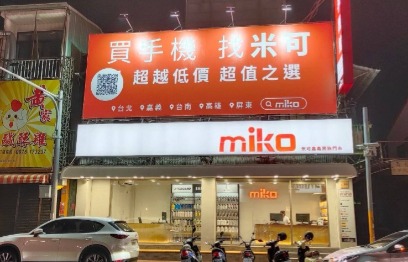 買手機 找米可
超越低價 超值之選
台北 嘉義 台南 高雄 屏東 miko
miko
miko